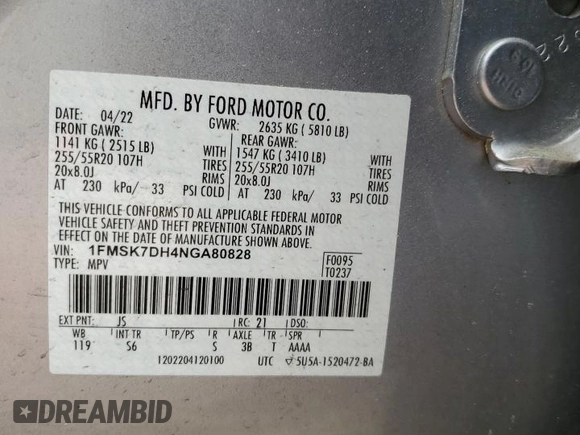 MFD. BY FORD MOTOR CO.
DATE: 04/22 GVWR: 2635 KG ( 5810 LB)
FRONT GAWR: REAR GAWR:
1141 KG ( 2515 LB) WITH 1547 KG ( 3410 LB) WITH
255/55R20 107H TIRES 255/55R20 107H TIRES
20x8.0J RIMS 20x8.0J RIMS
AT 230 kPa/ 33 PSI COLD AT 230 kPa/ 33 PSI COLD
THIS VEHICLE CONFORMS TO ALL APPLICABLE FEDERAL MOTOR
VEHICLE SAFETY AND THEFT PREVENTION STANDARDS IN
EFFECT ON THE DATE OF MANUFACTURE SHOWN ABOVE.
VIN: 1FMSK7DH4NGA80828 F0095
TYPE: MPV T0237
EXT PNT: JS RC: 21 DSO:
WB INT TR TP/PS R AXLE TR SPR
119 S6 S 3B T AAAA
1202204120100 UTC 5U5A-1520472-BA
DREAMBID